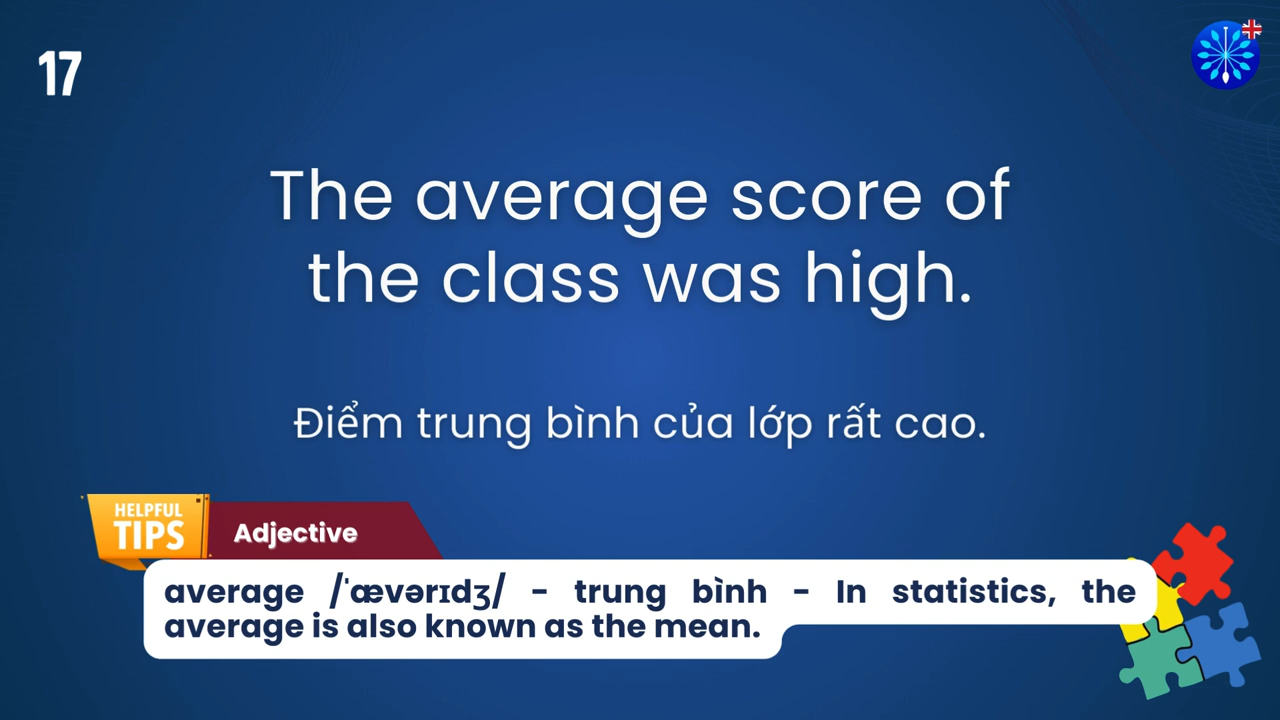 17
The average score of
the class was high.
Điểm trung bình của lớp rất cao.
HELPFUL
TIPS
Adjective
average /ˈævərɪdʒ/ - trung bình - In statistics, the
average is also known as the mean.